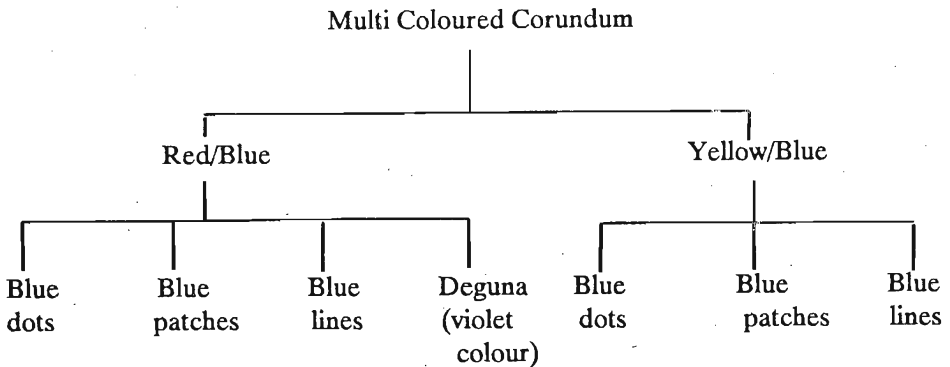 Multi Coloured Corundum
Red/Blue Yellow/Blue
Blue dots
Blue patches
Blue lines
Deguna (violet colour)
Blue dots
Blue patches
Blue lines